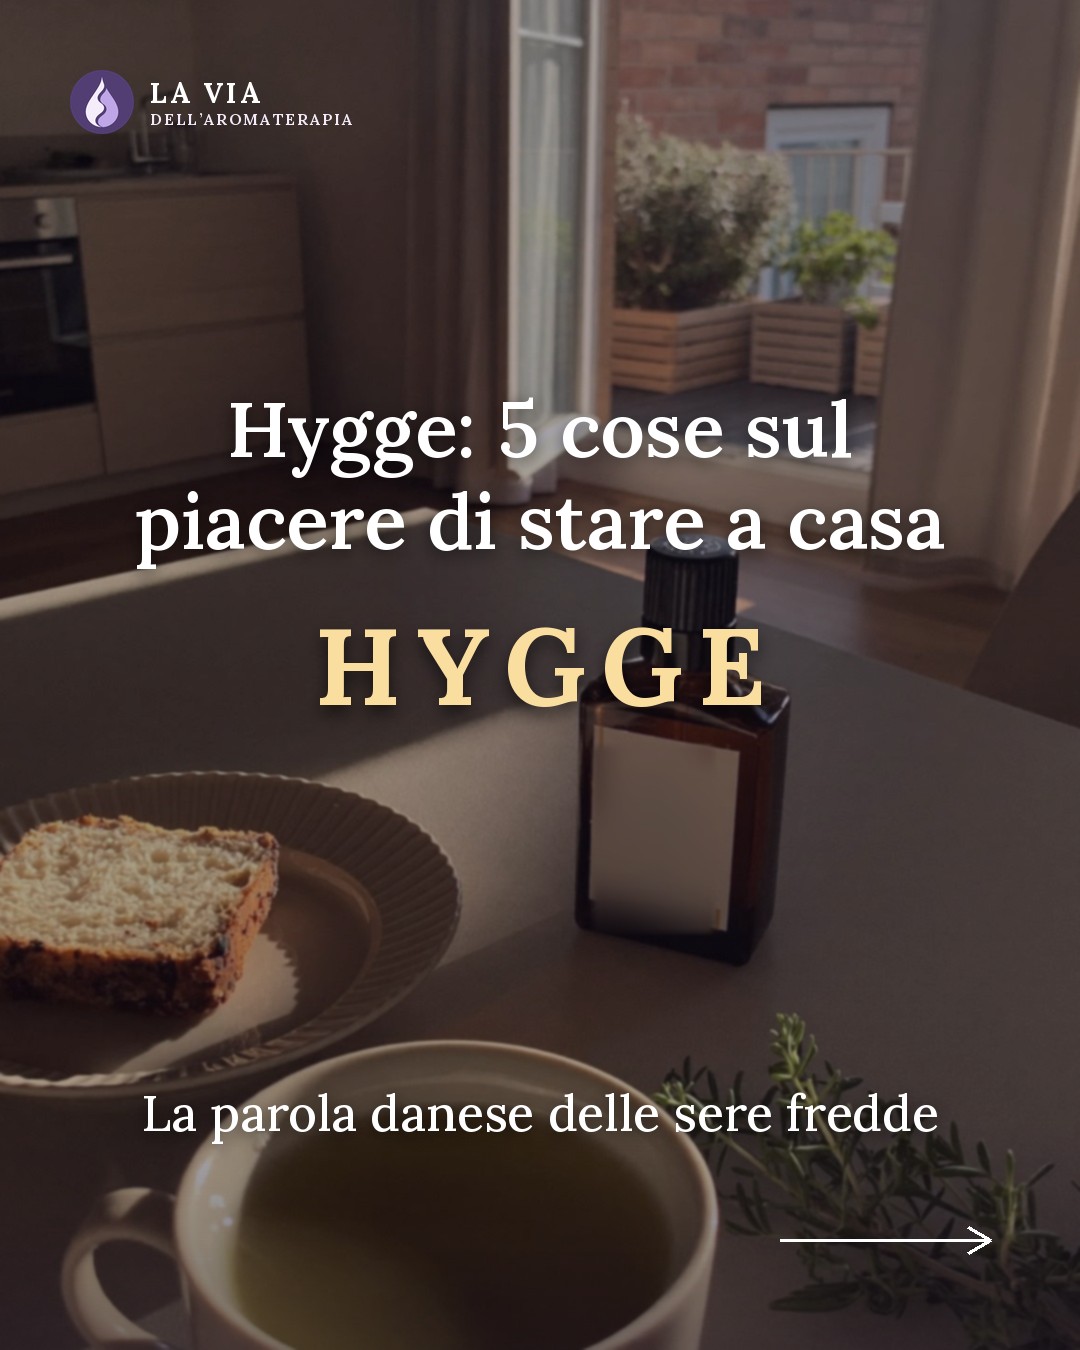 LA VIA
DELL'AROMATERAPIA
Hygge: 5 cose sul
piacere di stare a casa
HYGGE
La parola danese delle sere fredde